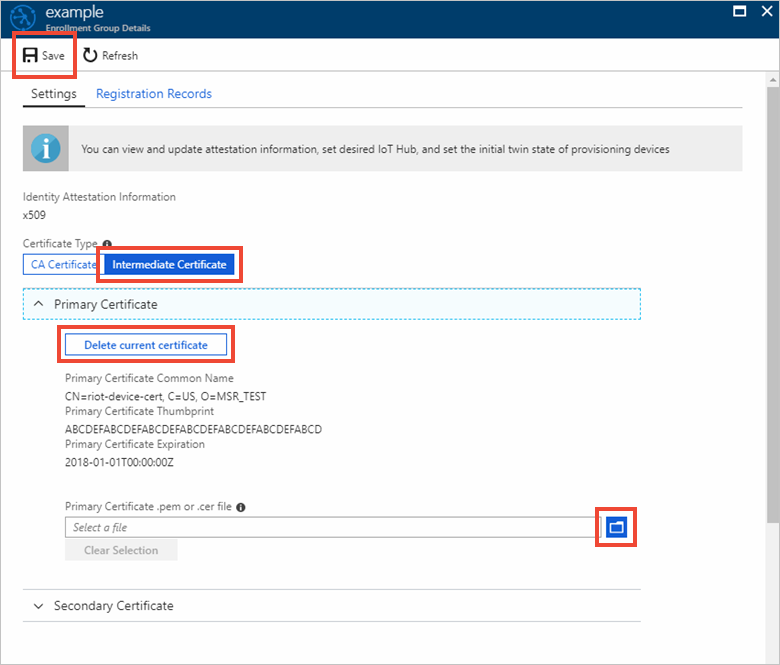 example
Enrollment Group Details
Save Refresh
Settings Registration Records
You can view and update attestation information, set desired IoT Hub, and set the initial twin state of provisioning devices
Identity Attestation Information
x509
Certificate Type
CA Certificate Intermediate Certificate
Primary Certificate
Delete current certificate
Primary Certificate Common Name
CN=riot-device-cert, C=US, O=MSR_TEST
Primary Certificate Thumbprint
ABCDEFABCDEFABCDEFABCDEFABCDEFABCDEFABCD
Primary Certificate Expiration
2018-01-01T00:00:00Z
Primary Certificate .pem or .cer file
Select a file
Clear Selection
Secondary Certificate